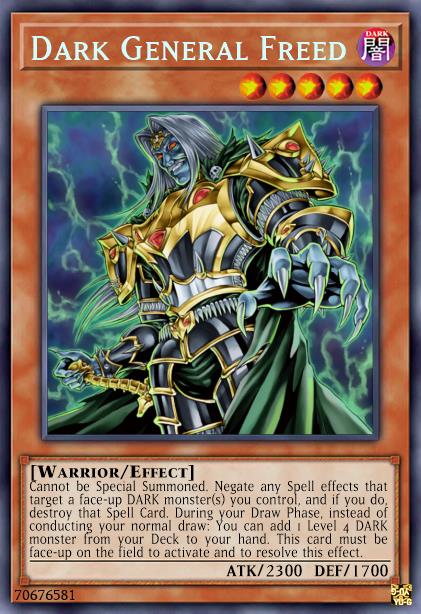 DARK GENERAL FREED
DARK
闇
[WARRIOR/EFFECT]
Cannot be Special Summoned. Negate any Spell effects that
target a face-up DARK monster(s) you control, and if you do,
destroy that Spell Card. During your Draw Phase, instead of
conducting your normal draw: You can add 1 Level 4 DARK
monster from your Deck to your hand. This card must be
face-up on the field to activate and to resolve this effect.
ATK/2300 DEF/1700
70676581